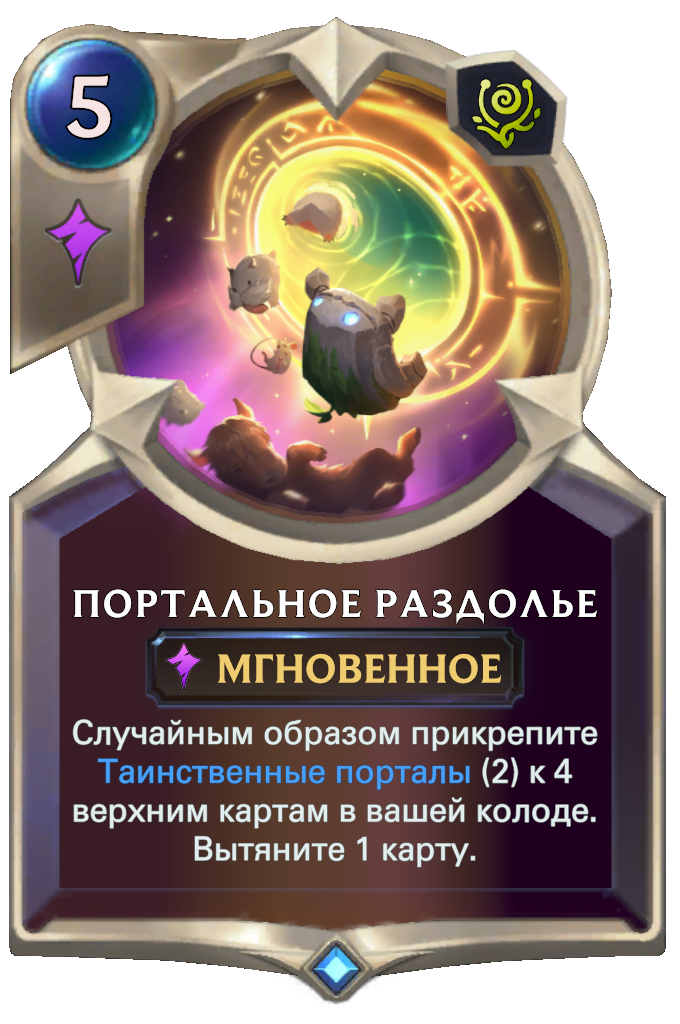 5
ПОРТАЛЬНОЕ РАЗДОЛЬЕ
МГНОВЕННОЕ
Случайным образом прикрепите
Таинственные порталы (2) к 4
верхним картам в вашей колоде.
Вытяните 1 карту.